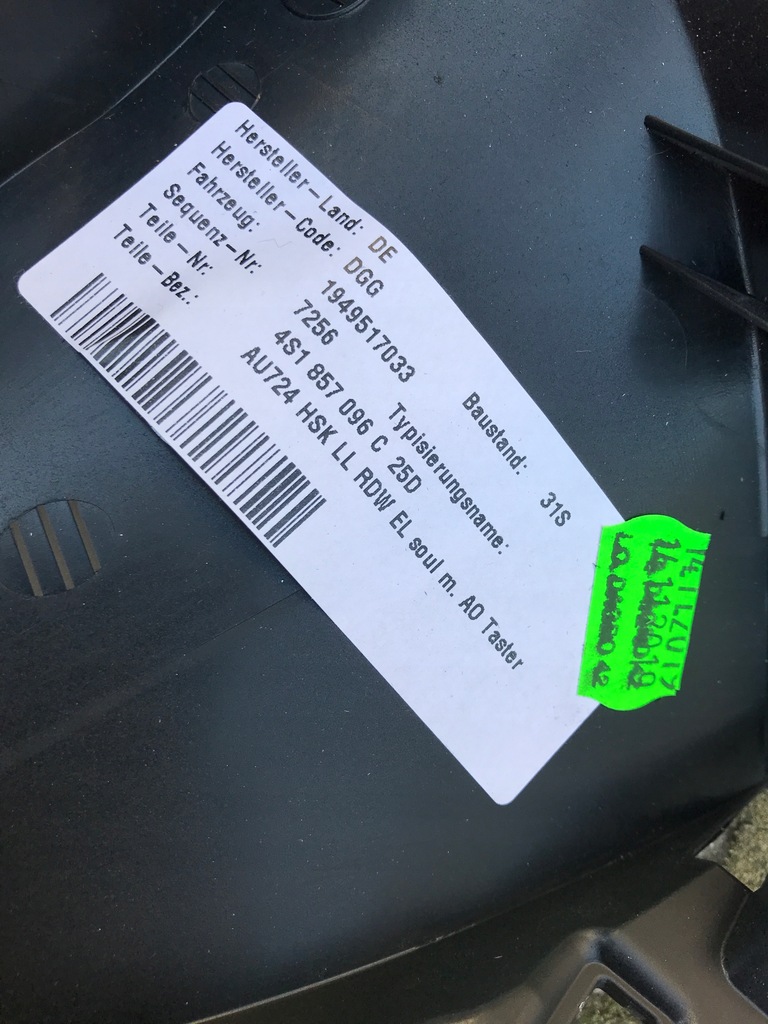 Hersteller-Land: DE
Hersteller-Code: DGG
Fahrzeug: 1949517033 Baustand: 31S
Sequenz-Nr: 7256 Typisierungsname:
Teile-Nr: 4S1 857 096 C 25D
Teile-Bez.: AU724 HSK LL RDW EL soul m. AO Taster